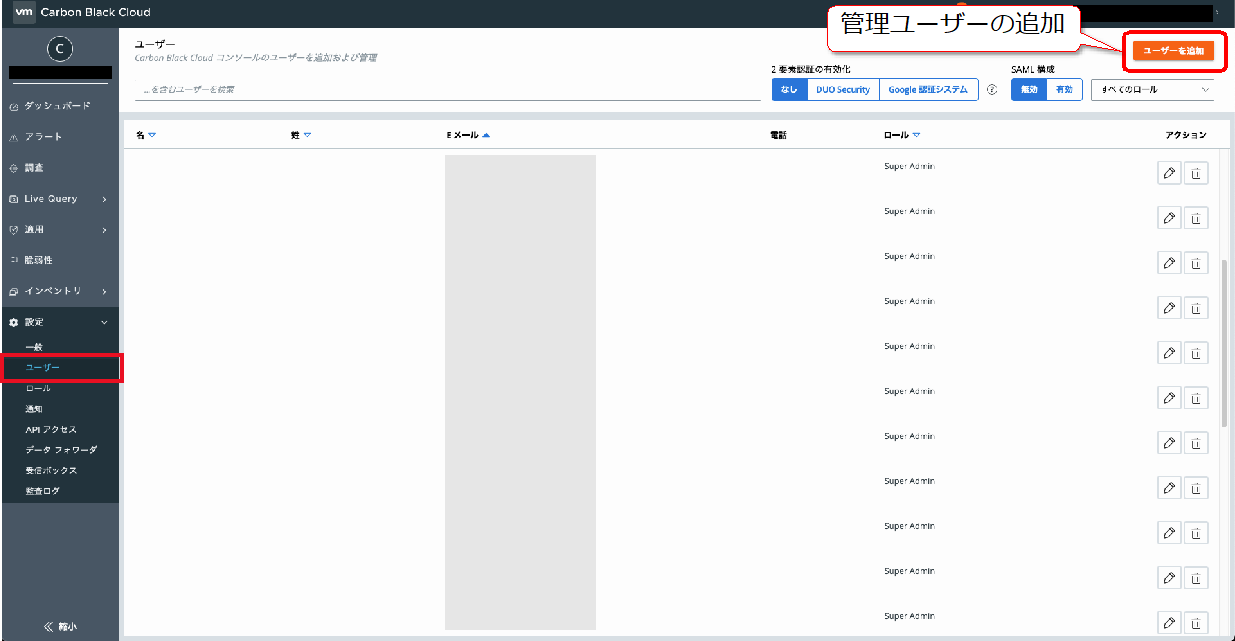 vm Carbon Black Cloud
管理ユーザーの追加
C
ユーザー
Carbon Black Cloud コンソールのユーザーを追加および管理
ユーザーを追加
2 要素認証の有効化
SAML 構成
...を含むユーザーを検索
なし DUO Security Google 認証システム ?
無効 有効
すべてのロール
ダッシュボード
アラート
調査
Live Query
適用
脆弱性
インベントリ
設定
一般
ユーザー
ロール
通知
API アクセス
データ フォワーダ
受信ボックス
監査ログ
縮小
名 姓 E メール 電話 ロール アクション
Super Admin
Super Admin
Super Admin
Super Admin
Super Admin
Super Admin
Super Admin
Super Admin
Super Admin
Super Admin
Super Admin